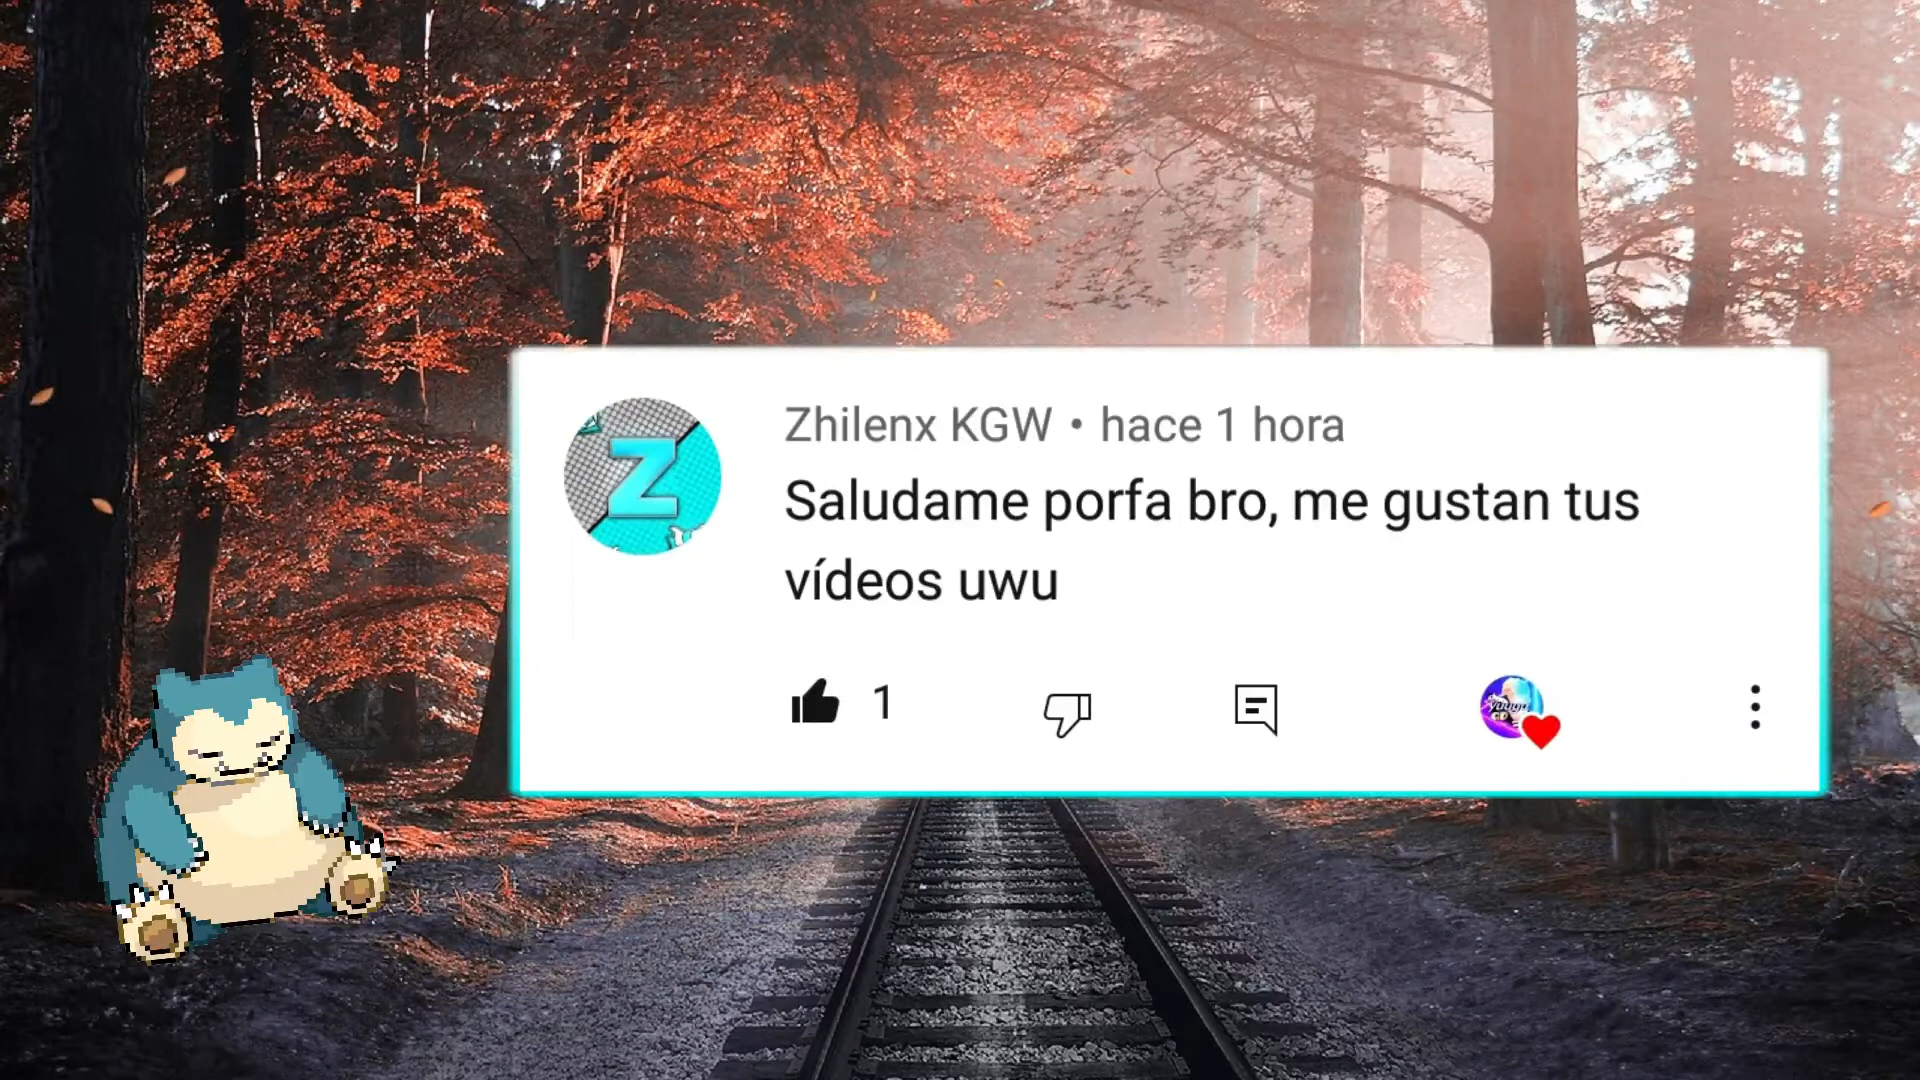 Z
Zhilenx KGW • hace 1 hora
Saludame porfa bro, me gustan tus
vídeos uwu
1